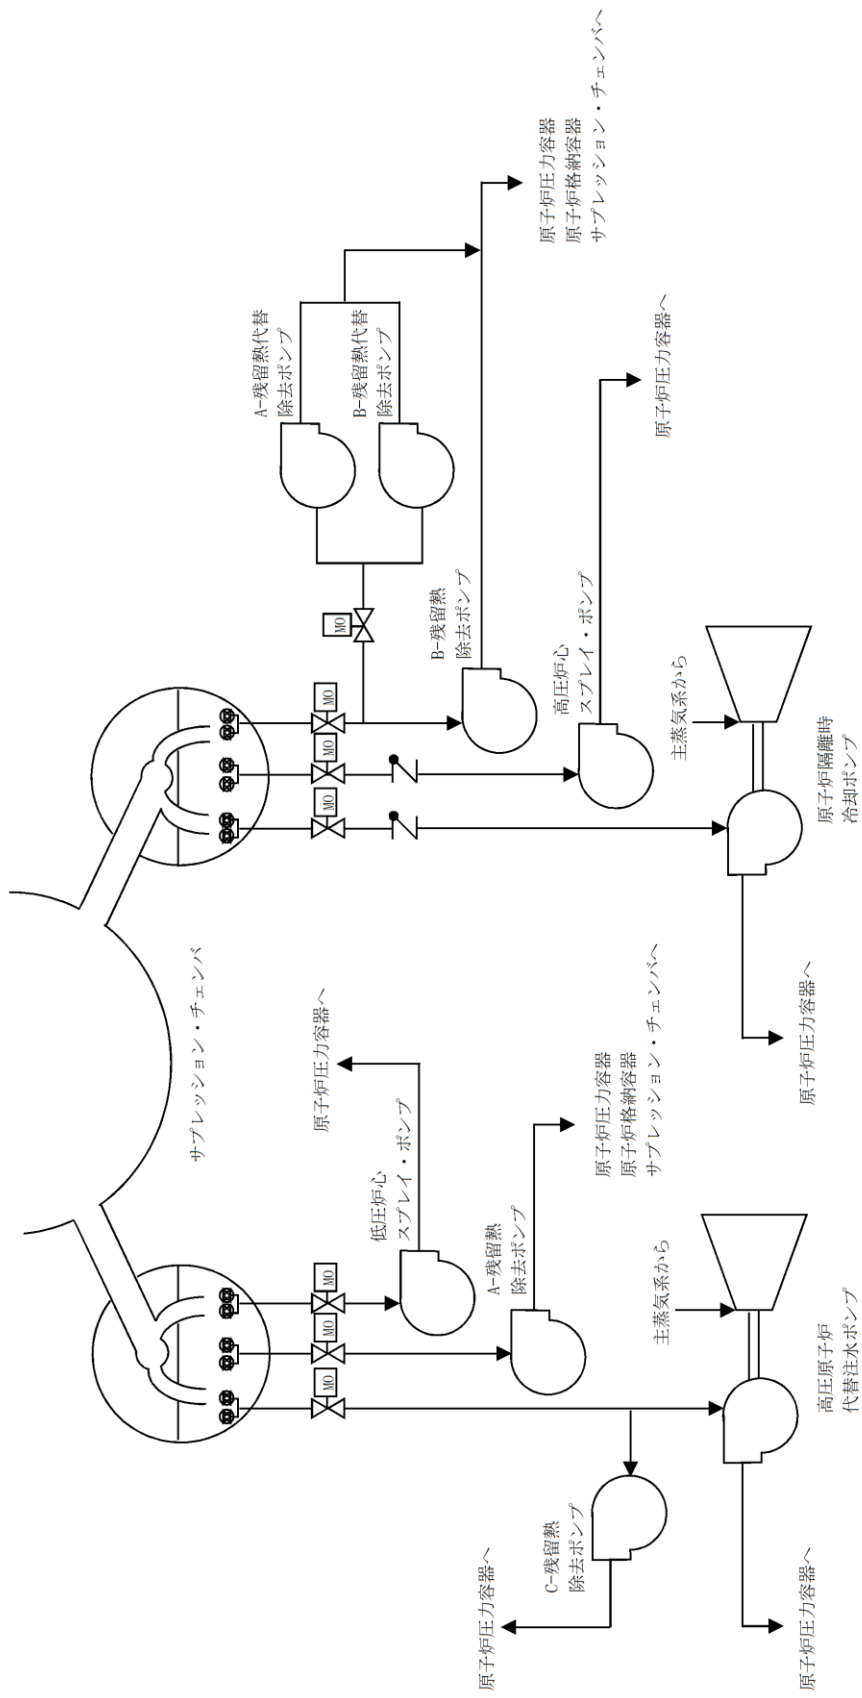 サプレッション・チェンバ
MO
MO
MO
原子炉圧力容器へ
低圧炉心
スプレイ・ポンプ
A-残留熱
除去ポンプ
原子炉圧力容器
原子炉格納容器
サプレッション・チェンバへ
原子炉圧力容器へ
C-残留熱
除去ポンプ
主蒸気系から
高圧原子炉
代替注水ポンプ
原子炉圧力容器へ
MO
MO
MO
MO
A-残留熱代替
除去ポンプ
B-残留熱代替
除去ポンプ
B-残留熱
除去ポンプ
原子炉圧力容器
原子炉格納容器
サプレッション・チェンバへ
高圧炉心
スプレイ・ポンプ
原子炉圧力容器へ
主蒸気系から
原子炉隔離時
冷却ポンプ
原子炉圧力容器へ